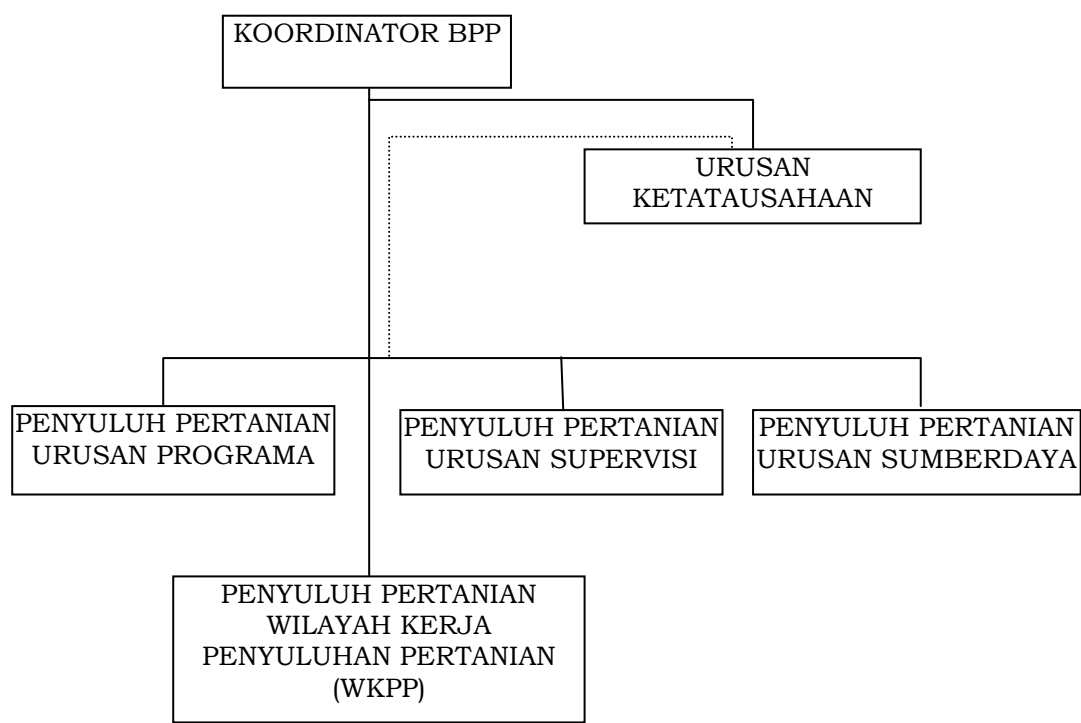 KOORDINATOR BPP
URUSAN
KETATAUSAHAAN
PENYULUH PERTANIAN
URUSAN PROGRAMA
PENYULUH PERTANIAN
URUSAN SUPERVISI
PENYULUH PERTANIAN
URUSAN SUMBERDAYA
PENYULUH PERTANIAN
WILAYAH KERJA
PENYULUHAN PERTANIAN
(WKPP)